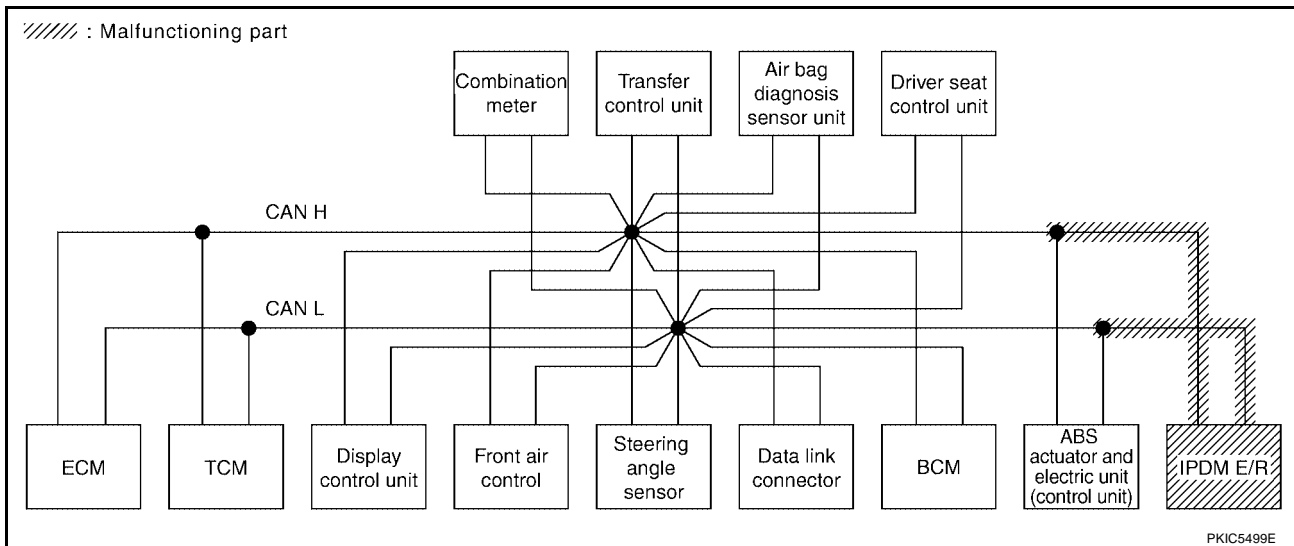 : Malfunctioning part
Combination
meter
Transfer
control unit
Air bag
diagnosis
sensor unit
Driver seat
control unit
CAN H
CAN L
ECM
TCM
Display
control unit
Front air
control
Steering
angle
sensor
Data link
connector
BCM
ABS
actuator and
electric unit
(control unit)
IPDM E/R
PKIC5499E